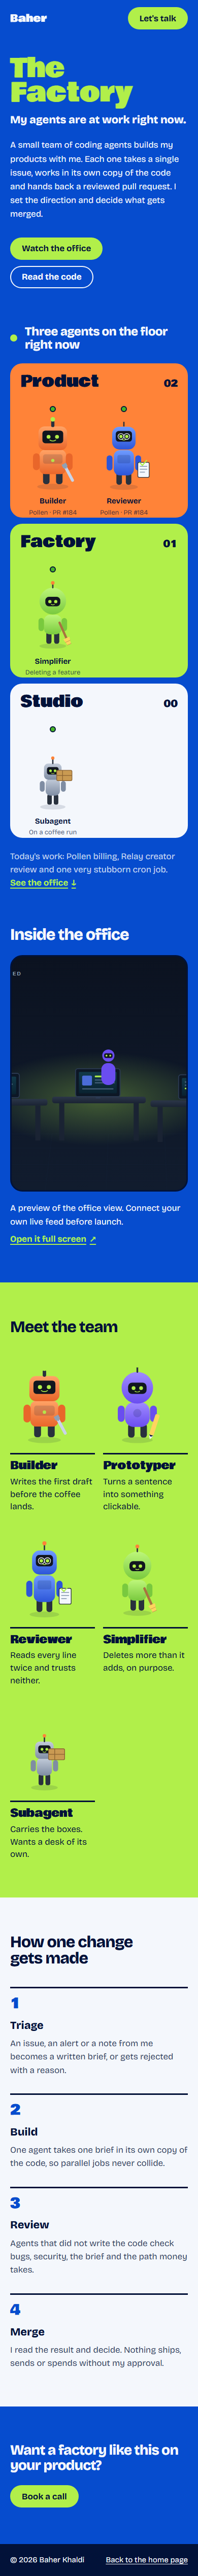 Baher
Let's talk
The
Factory
My agents are at work right now.
A small team of coding agents builds my
products with me. Each one takes a single
issue, works in its own copy of the code
and hands back a reviewed pull request. I
set the direction and decide what gets
merged.
Watch the office
Read the code
Three agents on the floor
right now
Product 02
Builder
Pollen · PR #184
Reviewer
Pollen · PR #184
Factory 01
Simplifier
Deleting a feature
Studio 00
Subagent
On a coffee run
Today's work: Pollen billing, Relay creator
review and one very stubborn cron job.
See the office ↓
Inside the office
ED
A preview of the office view. Connect your
own live feed before launch.
Open it full screen ↗
Meet the team
Builder
Writes the first draft
before the coffee
lands.
Prototyper
Turns a sentence
into something
clickable.
Reviewer
Reads every line
twice and trusts
neither.
Simplifier
Deletes more than it
adds, on purpose.
Subagent
Carries the boxes.
Wants a desk of its
own.
How one change
gets made
1
Triage
An issue, an alert or a note from me
becomes a written brief, or gets rejected
with a reason.
2
Build
One agent takes one brief in its own copy of
the code, so parallel jobs never collide.
3
Review
Agents that did not write the code check
bugs, security, the brief and the path money
takes.
4
Merge
I read the result and decide. Nothing ships,
sends or spends without my approval.
Want a factory like this on
your product?
Book a call
© 2026 Baher Khaldi
Back to the home page